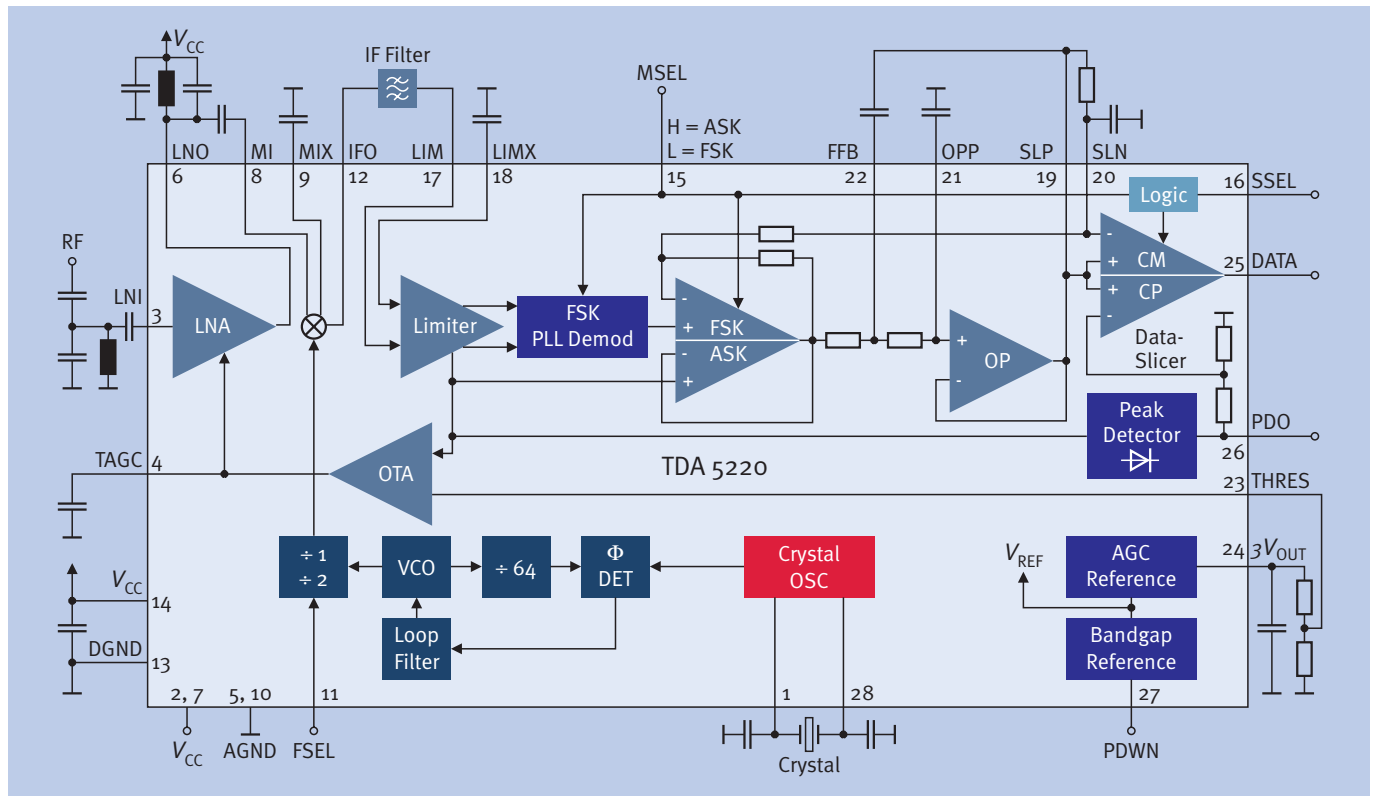 VCC
IF Filter
MSEL
H = ASK
L = FSK
LNO
MI
MIX
IFO
LIM
LIMX
FFB
OPP
SLP
SLN
6
8
9
12
17
18
15
22
21
19
20
16
SSEL
Logic
RF
LNI
3
LNA
Limiter
FSK
PLL Demod
-
+
FSK
ASK
-
+
+
-
OP
-
+
+
-
CM
CP
25
DATA
Data-
Slicer
Peak
Detector
PDO
26
TAGC
4
OTA
TDA 5220
23
THRES
÷ 1
÷ 2
VCO
÷ 64
Φ
DET
Crystal
OSC
VREF
AGC
Reference
24
3VOUT
VCC
14
Loop
Filter
Bandgap
Reference
DGND
13
2, 7
5, 10
11
1
28
27
VCC
AGND
FSEL
Crystal
PDWN